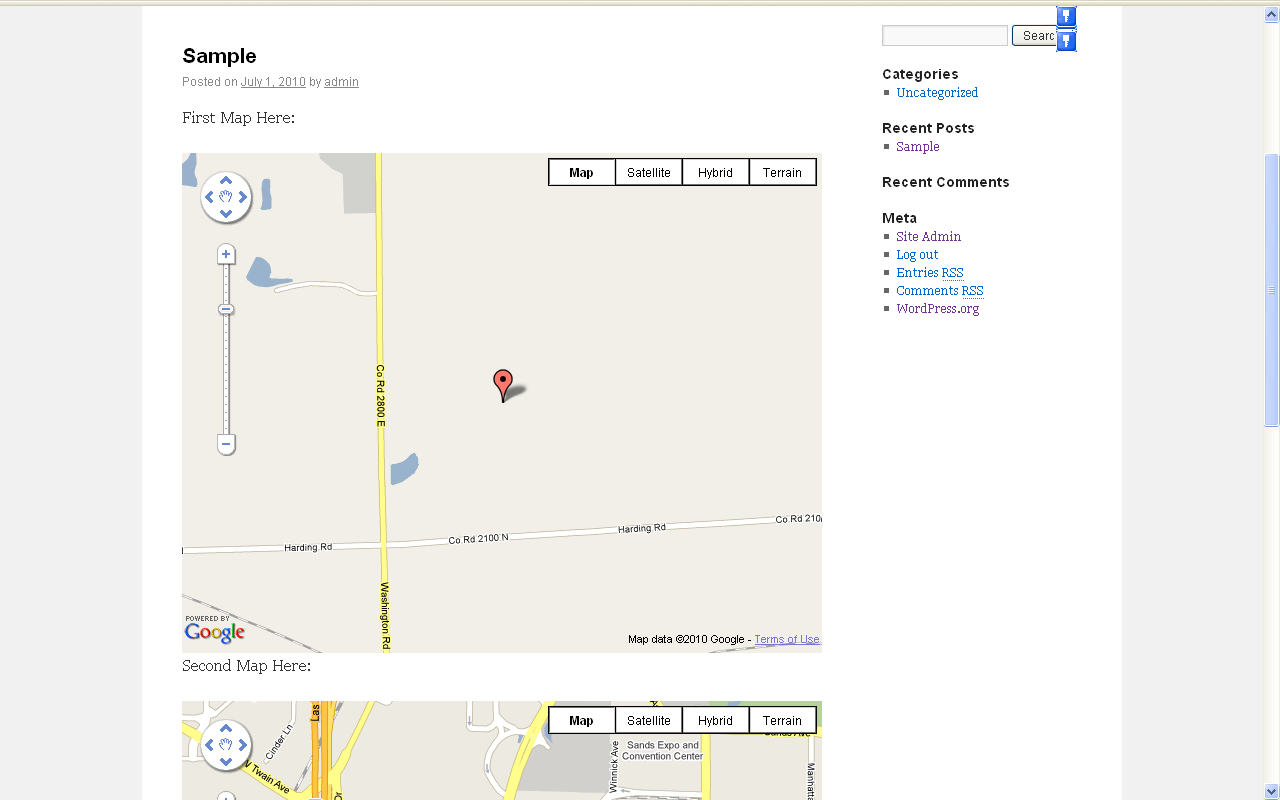 Sample
Posted on July 1, 2010 by admin
First Map Here:
Map Satellite Hybrid Terrain
Co Rd 2800 E
Harding Rd
Co Rd 2100 N
Harding Rd
Co Rd 210
Washington Rd
POWERED BY
Google
Map data ©2010 Google - Terms of Use
Second Map Here:
Map Satellite Hybrid Terrain
Las
Cinder Ln
W Twain Ave
Dr
Sands Ave
Sands Expo and
Convention Center
Winnick Ave
Manhatta
Searc
Categories
Uncategorized
Recent Posts
Sample
Recent Comments
Meta
Site Admin
Log out
Entries RSS
Comments RSS
WordPress.org